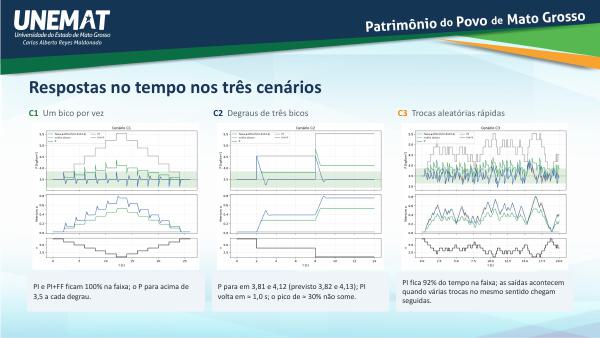 UNEMAT
Universidade do Estado de Mato Grosso
Carlos Alberto Reyes Maldonado
Patrimônio do Povo de Mato Grosso
Respostas no tempo nos três cenários
C1 Um bico por vez
C2 Degraus de três bicos
C3 Trocas aleatórias rápidas
Cenário C1
Cenário C2
Cenário C3
PI e PI+FF ficam 100% na faixa; o P para acima de
3,5 a cada degrau.
P para em 3,81 e 4,12 (previsto 3,82 e 4,13); PI
volta em ≈ 1,0 s; o pico de ≈ 30% não some.
PI fica 92% do tempo na faixa; as saídas acontecem
quando várias trocas no mesmo sentido chegam
seguidas.